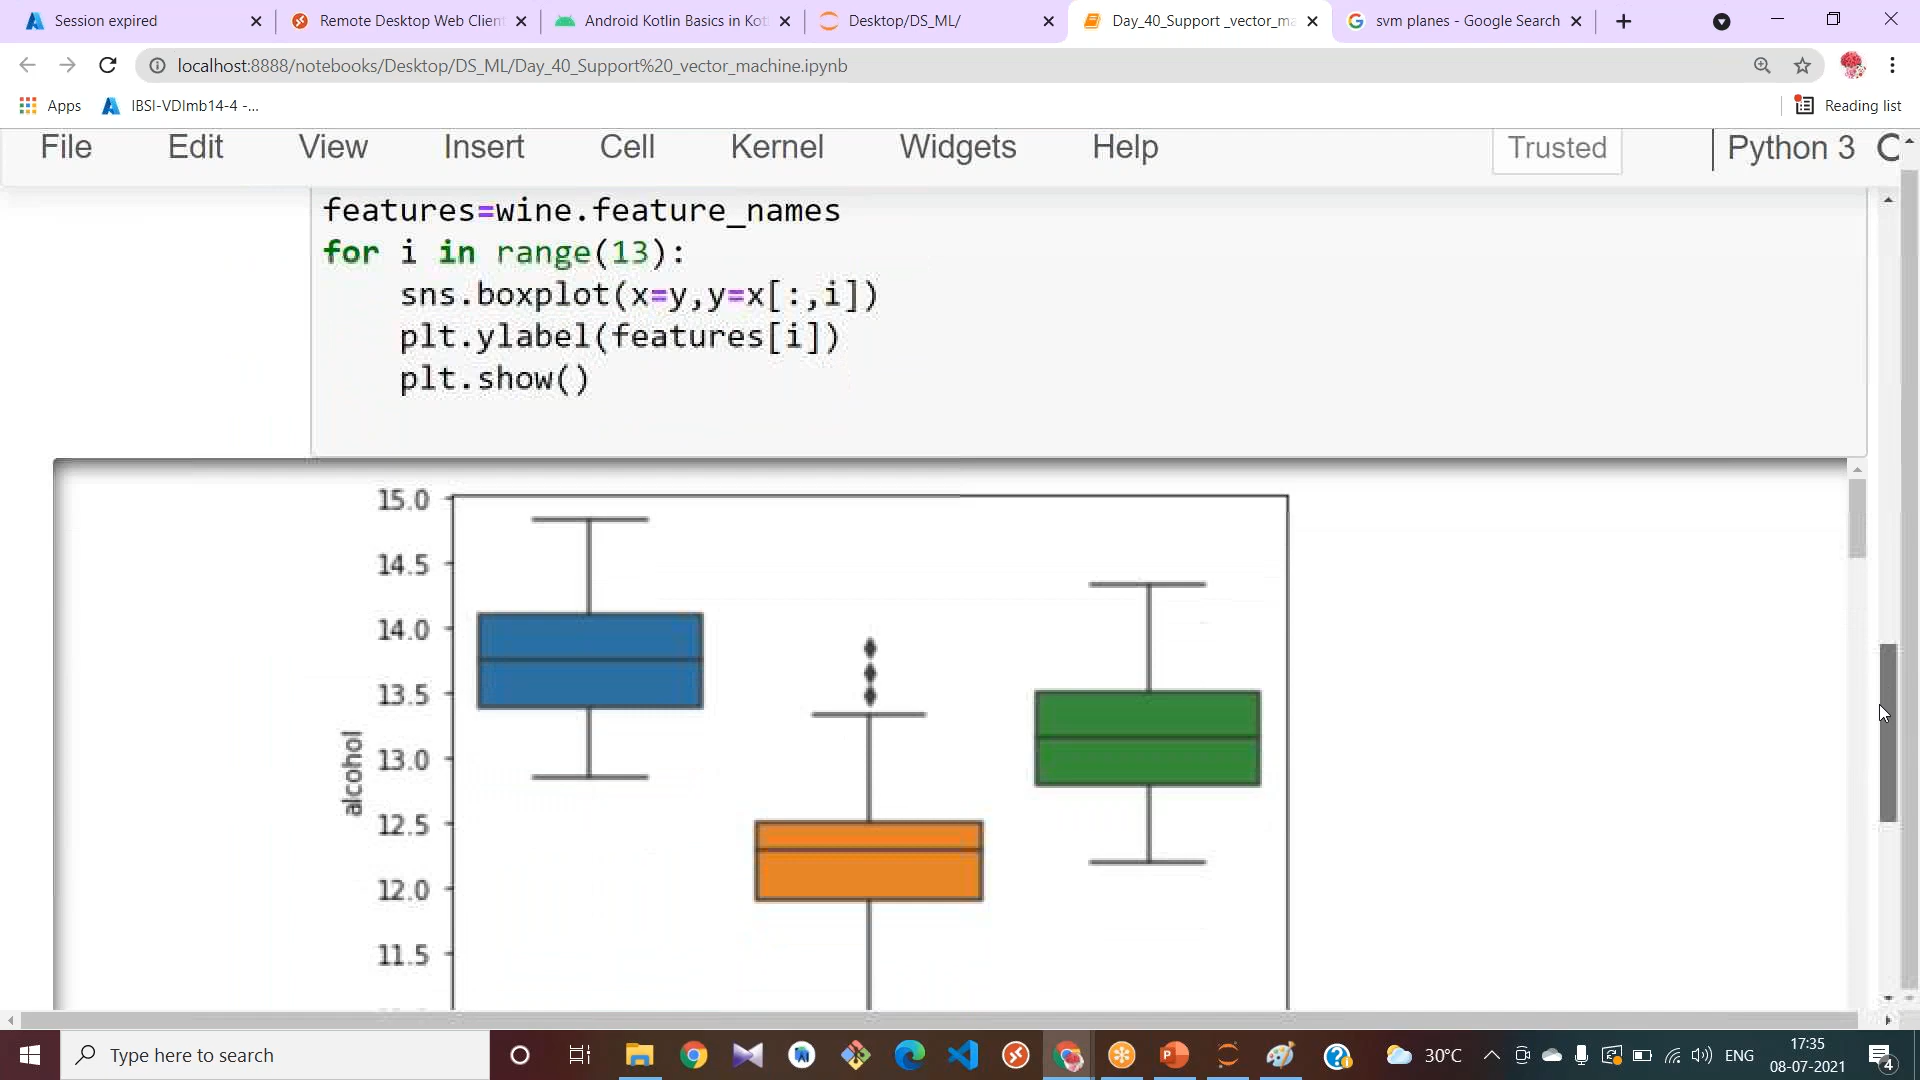 Session expired
Remote Desktop Web Clien
Android Kotlin Basics in Kot
Desktop/DS_ML/
Day_40_Support _vector_ma
svm planes - Google Search
localhost:8888/notebooks/Desktop/DS_ML/Day_40_Support%20_vector_machine.ipynb
Apps
IBSI-VDImb14-4 -...
Reading list
File Edit View Insert Cell Kernel Widgets Help Trusted Python 3
features=wine.feature_names
for i in range(13):
    sns.boxplot(x=y,y=x[:,i])
    plt.ylabel(features[i])
    plt.show()
15.0
14.5
14.0
13.5
13.0
12.5
12.0
11.5
alcohol
Type here to search
30°C
ENG
17:35
08-07-2021
4